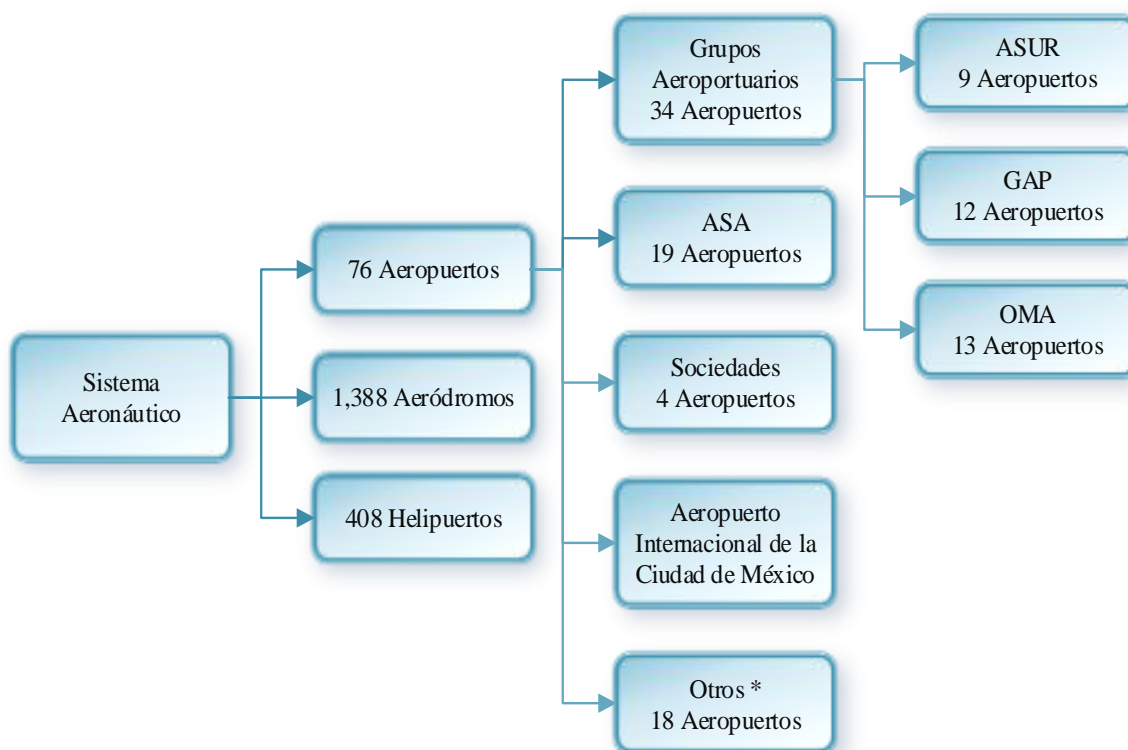 Sistema
Aeronáutico
76 Aeropuertos
1,388 Aeródromos
408 Helipuertos
Grupos
Aeroportuarios
34 Aeropuertos
ASA
19 Aeropuertos
Sociedades
4 Aeropuertos
Aeropuerto
Internacional de la
Ciudad de México
Otros *
18 Aeropuertos
ASUR
9 Aeropuertos
GAP
12 Aeropuertos
OMA
13 Aeropuertos